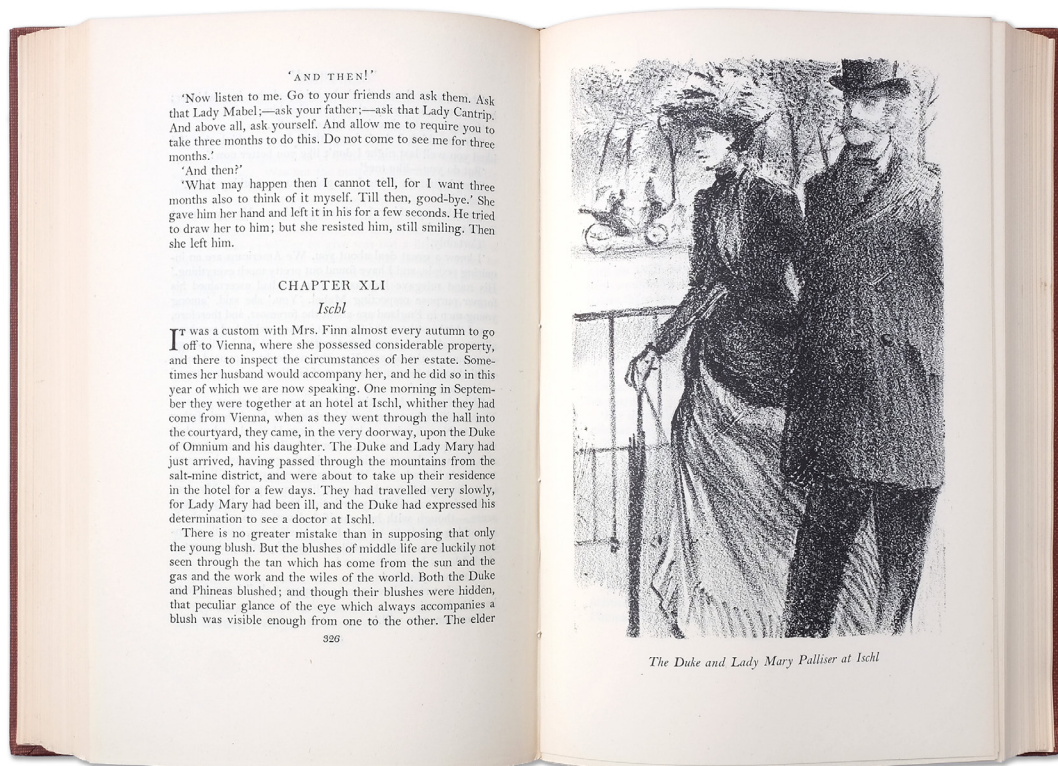 ‘AND THEN!’
‘Now listen to me. Go to your friends and ask them. Ask
that Lady Mabel;—ask your father;—ask that Lady Cantrip.
And above all, ask yourself. And allow me to require you to
take three months to do this. Do not come to see me for three
months.’
‘And then?’
‘What may happen then I cannot tell, for I want three
months also to think of it myself. Till then, good-bye.’ She
gave him her hand and left it in his for a few seconds. He tried
to draw her to him; but she resisted him, still smiling. Then
she left him.
CHAPTER XLI
Ischl
IT was a custom with Mrs. Finn almost every autumn to go
off to Vienna, where she possessed considerable property,
and there to inspect the circumstances of her estate. Some-
times her husband would accompany her, and he did so in this
year of which we are now speaking. One morning in Septem-
ber they were together at an hotel at Ischl, whither they had
come from Vienna, when as they went through the hall into
the courtyard, they came, in the very doorway, upon the Duke
of Omnium and his daughter. The Duke and Lady Mary had
just arrived, having passed through the mountains from the
salt-mine district, and were about to take up their residence
in the hotel for a few days. They had travelled very slowly,
for Lady Mary had been ill, and the Duke had expressed his
determination to see a doctor at Ischl.
There is no greater mistake than in supposing that only
the young blush. But the blushes of middle life are luckily not
seen through the tan which has come from the sun and the
gas and the work and the wiles of the world. Both the Duke
and Phineas blushed; and though their blushes were hidden,
that peculiar glance of the eye which always accompanies a
blush was visible enough from one to the other. The elder
326
The Duke and Lady Mary Palliser at Ischl